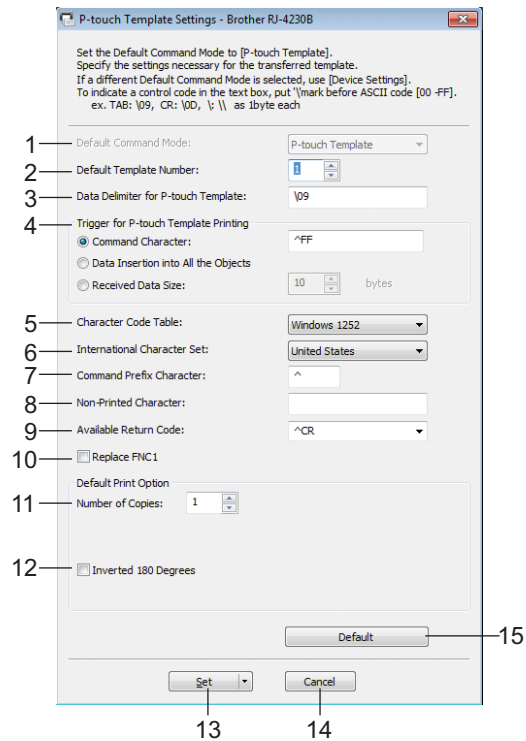 P-touch Template Settings - Brother RJ-4230B
Set the Default Command Mode to [P-touch Template].
Specify the settings necessary for the transferred template.
If a different Default Command Mode is selected, use [Device Settings].
To indicate a control code in the text box, put '\'mark before ASCII code [00 -FF].
ex. TAB: \09, CR: \0D, \: \\ as 1byte each
1 Default Command Mode: P-touch Template
2 Default Template Number: 1
3 Data Delimiter for P-touch Template: \09
4 Trigger for P-touch Template Printing
Command Character: ^FF
Data Insertion into All the Objects
Received Data Size: 10 bytes
5 Character Code Table: Windows 1252
6 International Character Set: United States
7 Command Prefix Character: ^
8 Non-Printed Character:
9 Available Return Code: ^CR
10 Replace FNC1
Default Print Option
11 Number of Copies: 1
12 Inverted 180 Degrees
Default 15
Set Cancel
13 14